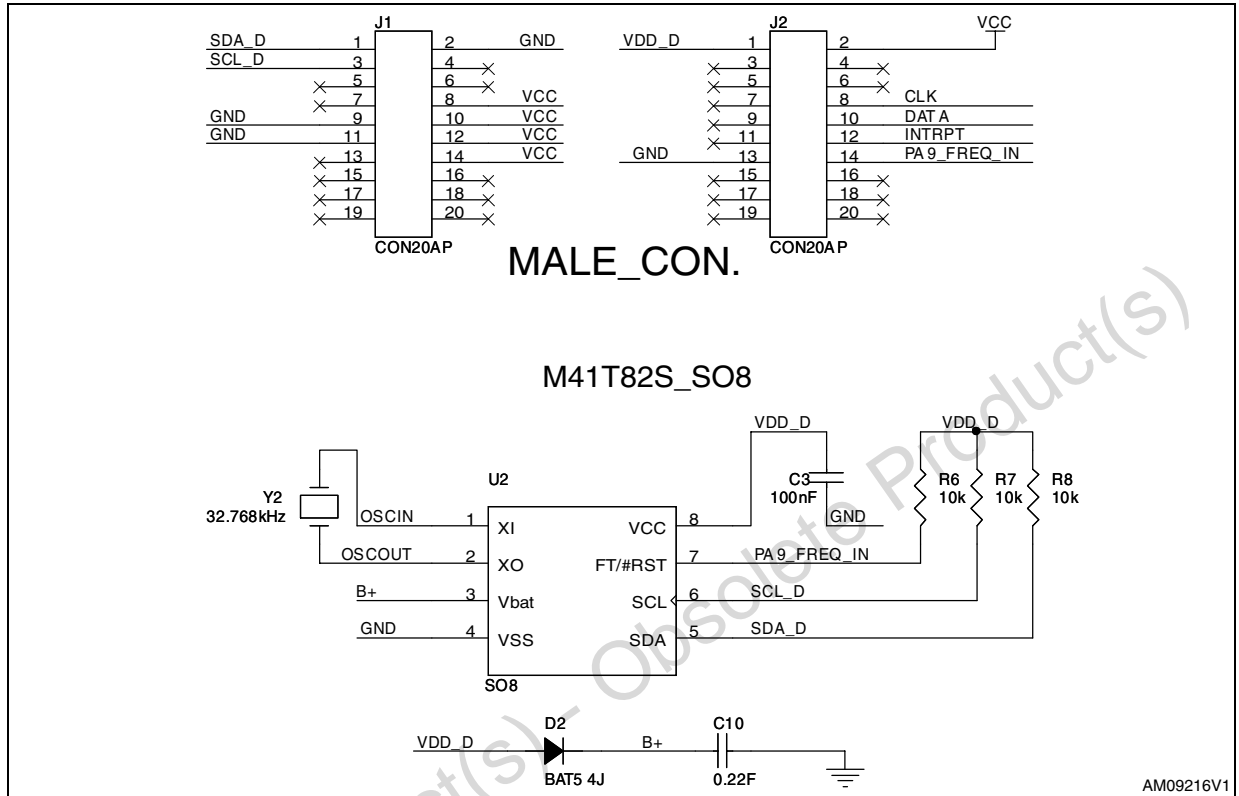 J1 J2 VCC
SDA_D 1 2 GND VDD_D 1 2
SCL_D 3 4 3 4
5 6 5 6
7 8 VCC 7 8 CLK
GND 9 10 VCC 9 10 DATA
GND 11 12 VCC 11 12 INTRPT
13 14 VCC GND 13 14 PA9_FREQ_IN
15 16 15 16
17 18 17 18
19 20 19 20
CON20AP CON20AP
MALE_CON.
M41T82S_SO8
VDD_D VDD_D
U2
Y2
32.768kHz
C3
100nF
GND
R6
10k
R7
10k
R8
10k
OSCIN 1 XI VCC 8
OSCOUT 2 XO FT/#RST 7 PA9_FREQ_IN
B+ 3 Vbat SCL 6 SCL_D
GND 4 VSS SDA 5 SDA_D
SO8
D2 C10
VDD_D B+
BAT5 4J 0.22F
AM09216V1
ct(s) - Obsolete Product(s)